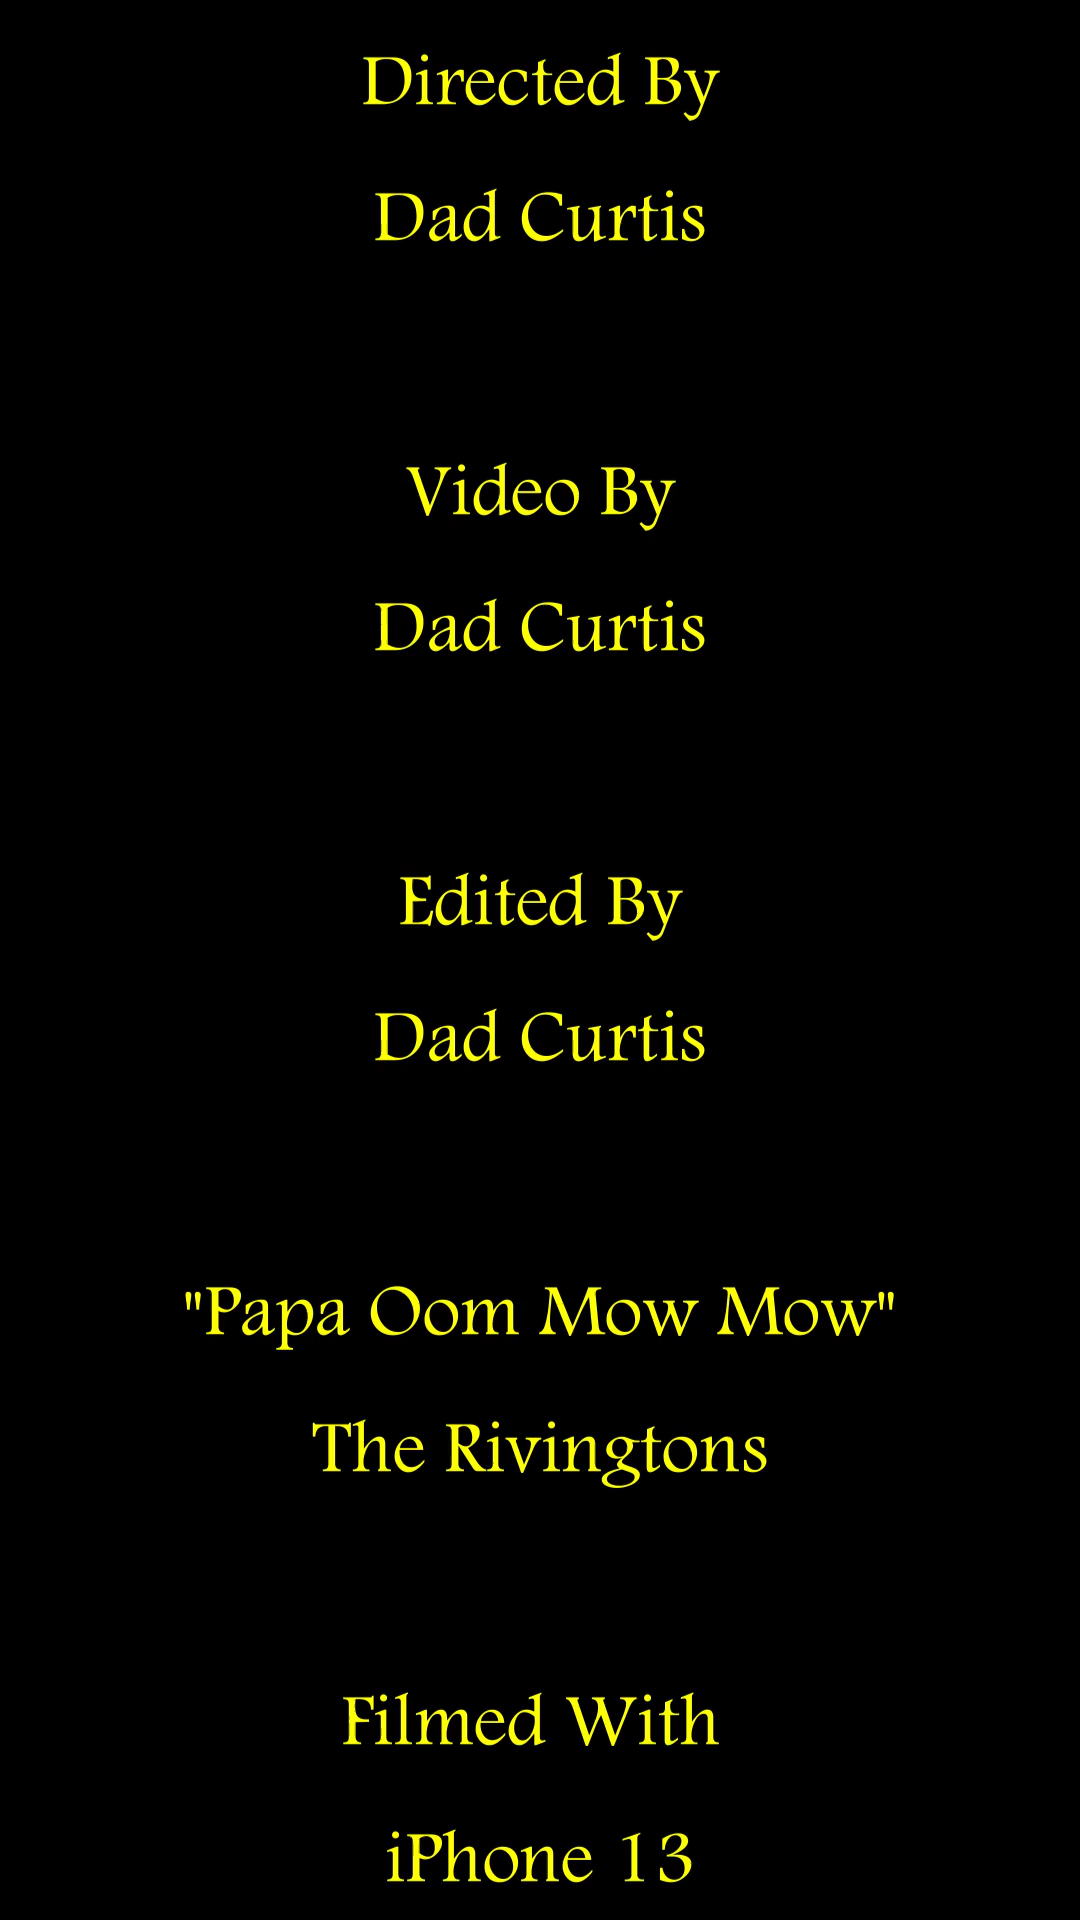 Directed By
Dad Curtis
Video By
Dad Curtis
Edited By
Dad Curtis
"Papa Oom Mow Mow"
The Rivingtons
Filmed With
iPhone 13